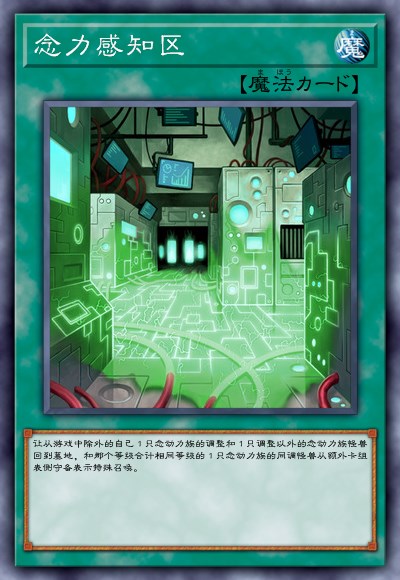 念力感知区
魔
【魔法カード】
ま ほう
让从游戏中除外的自己1只念动力族的调整和1只调整以外的念动力族怪兽
回到墓地,和那个等级合计相同等级的1只念动力族的同调怪兽从额外卡组
表侧守备表示特殊召唤。